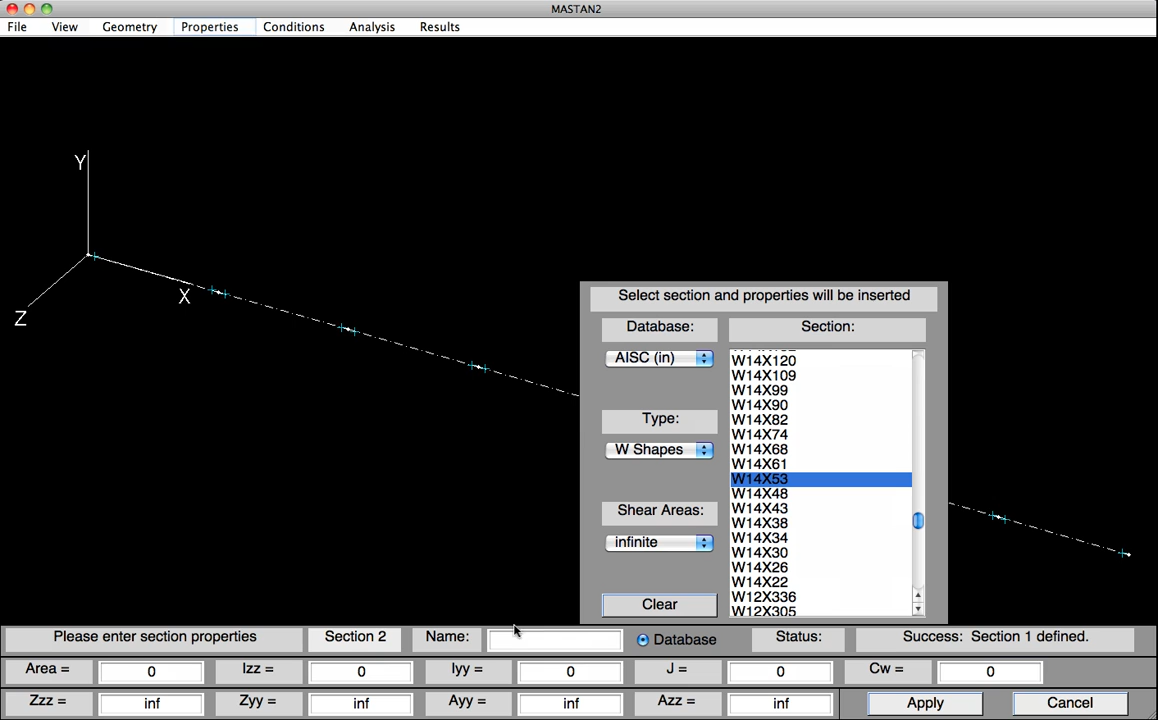 MASTAN2
File View Geometry Properties Conditions Analysis Results
Y
X
Z
Select section and properties will be inserted
Database: Section:
AISC (in)
Type:
W Shapes
Shear Areas:
infinite
Clear
W14X120
W14X109
W14X99
W14X90
W14X82
W14X74
W14X68
W14X61
W14X53
W14X48
W14X43
W14X38
W14X34
W14X30
W14X26
W14X22
W12X336
W12X305
Please enter section properties Section 2 Name: Database Status: Success: Section 1 defined.
Area = 0 Izz = 0 Iyy = 0 J = 0 Cw = 0
Zzz = inf Zyy = inf Ayy = inf Azz = inf Apply Cancel